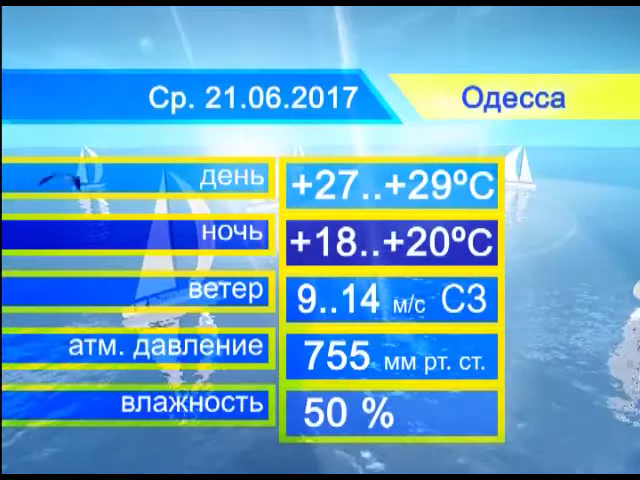 Ср. 21.06.2017 Одесса
день +27..+29ºC
ночь +18..+20ºC
ветер 9..14 м/с СЗ
атм. давление 755 мм рт. ст.
влажность 50 %